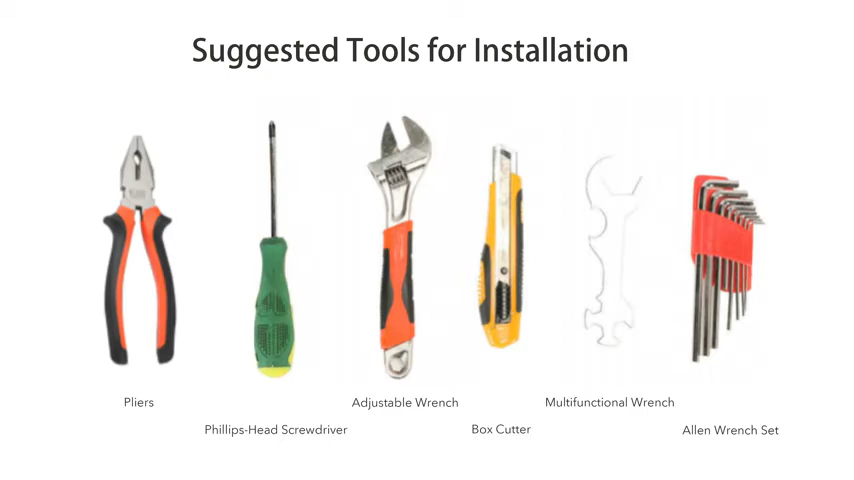 Suggested Tools for Installation
Pliers
Phillips-Head Screwdriver
Adjustable Wrench
Box Cutter
Multifunctional Wrench
Allen Wrench Set